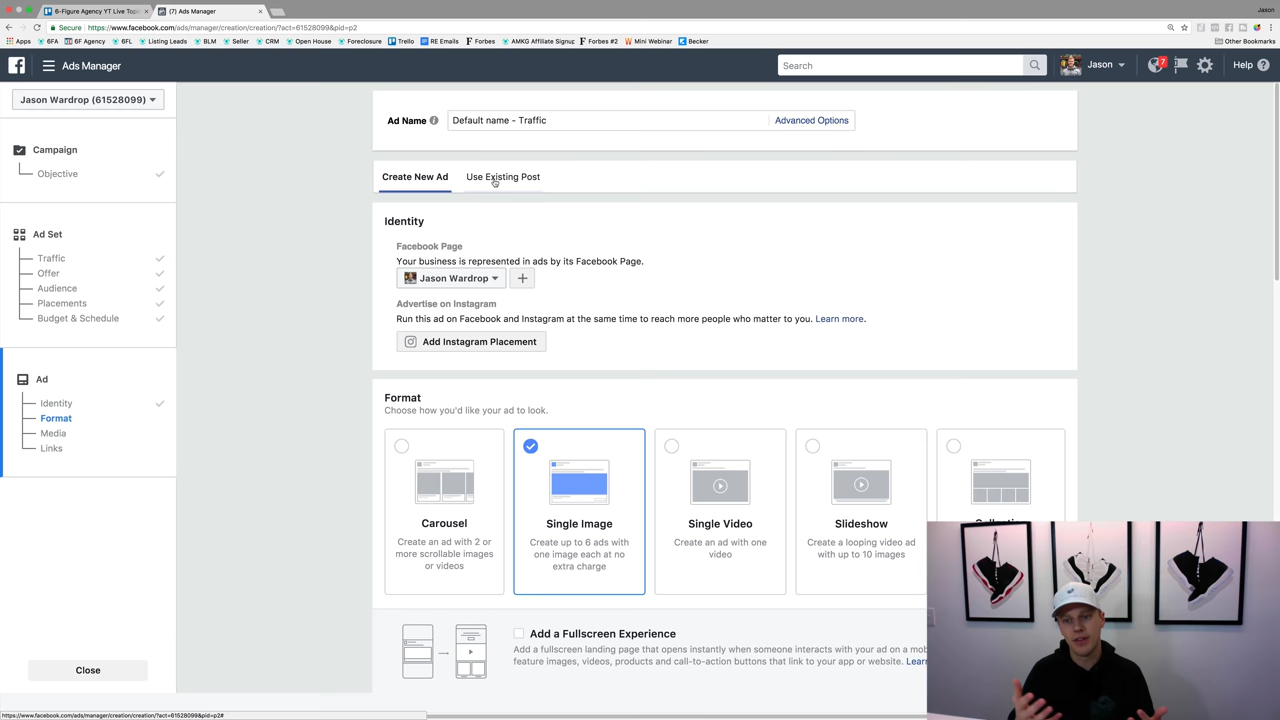 6-Figure Agency YT Live Topi
(7) Ads Manager
Jason
Secure
https://www.facebook.com/ads/manager/creation/creation/?act=61528099&pid=p2
Apps
6FA
6F Agency
6FL
Listing Leads
BLM
Seller
CRM
Open House
Foreclosure
Trello
RE Emails
Forbes
AMKG Affiliate Signup
Forbes #2
Mini Webinar
Becker
Other Bookmarks
Ads Manager
Search
Jason
7
Help
Jason Wardrop (61528099)
Campaign
Objective
Ad Set
Traffic
Offer
Audience
Placements
Budget & Schedule
Ad
Identity
Format
Media
Links
Close
Ad Name
Default name - Traffic
Advanced Options
Create New Ad
Use Existing Post
Identity
Facebook Page
Your business is represented in ads by its Facebook Page.
Jason Wardrop
Advertise on Instagram
Run this ad on Facebook and Instagram at the same time to reach more people who matter to you. Learn more.
Add Instagram Placement
Format
Choose how you'd like your ad to look.
Carousel
Create an ad with 2 or
more scrollable images
or videos
Single Image
Create up to 6 ads with
one image each at no
extra charge
Single Video
Create an ad with one
video
Slideshow
Create a looping video ad
with up to 10 images
Add a Fullscreen Experience
Add a fullscreen landing page that opens instantly when someone interacts with your ad on a mo
feature images, videos, products and call-to-action buttons that link to your app or website. Lear
https://www.facebook.com/ads/manager/creation/creation/?act=61528099&pid=p2#